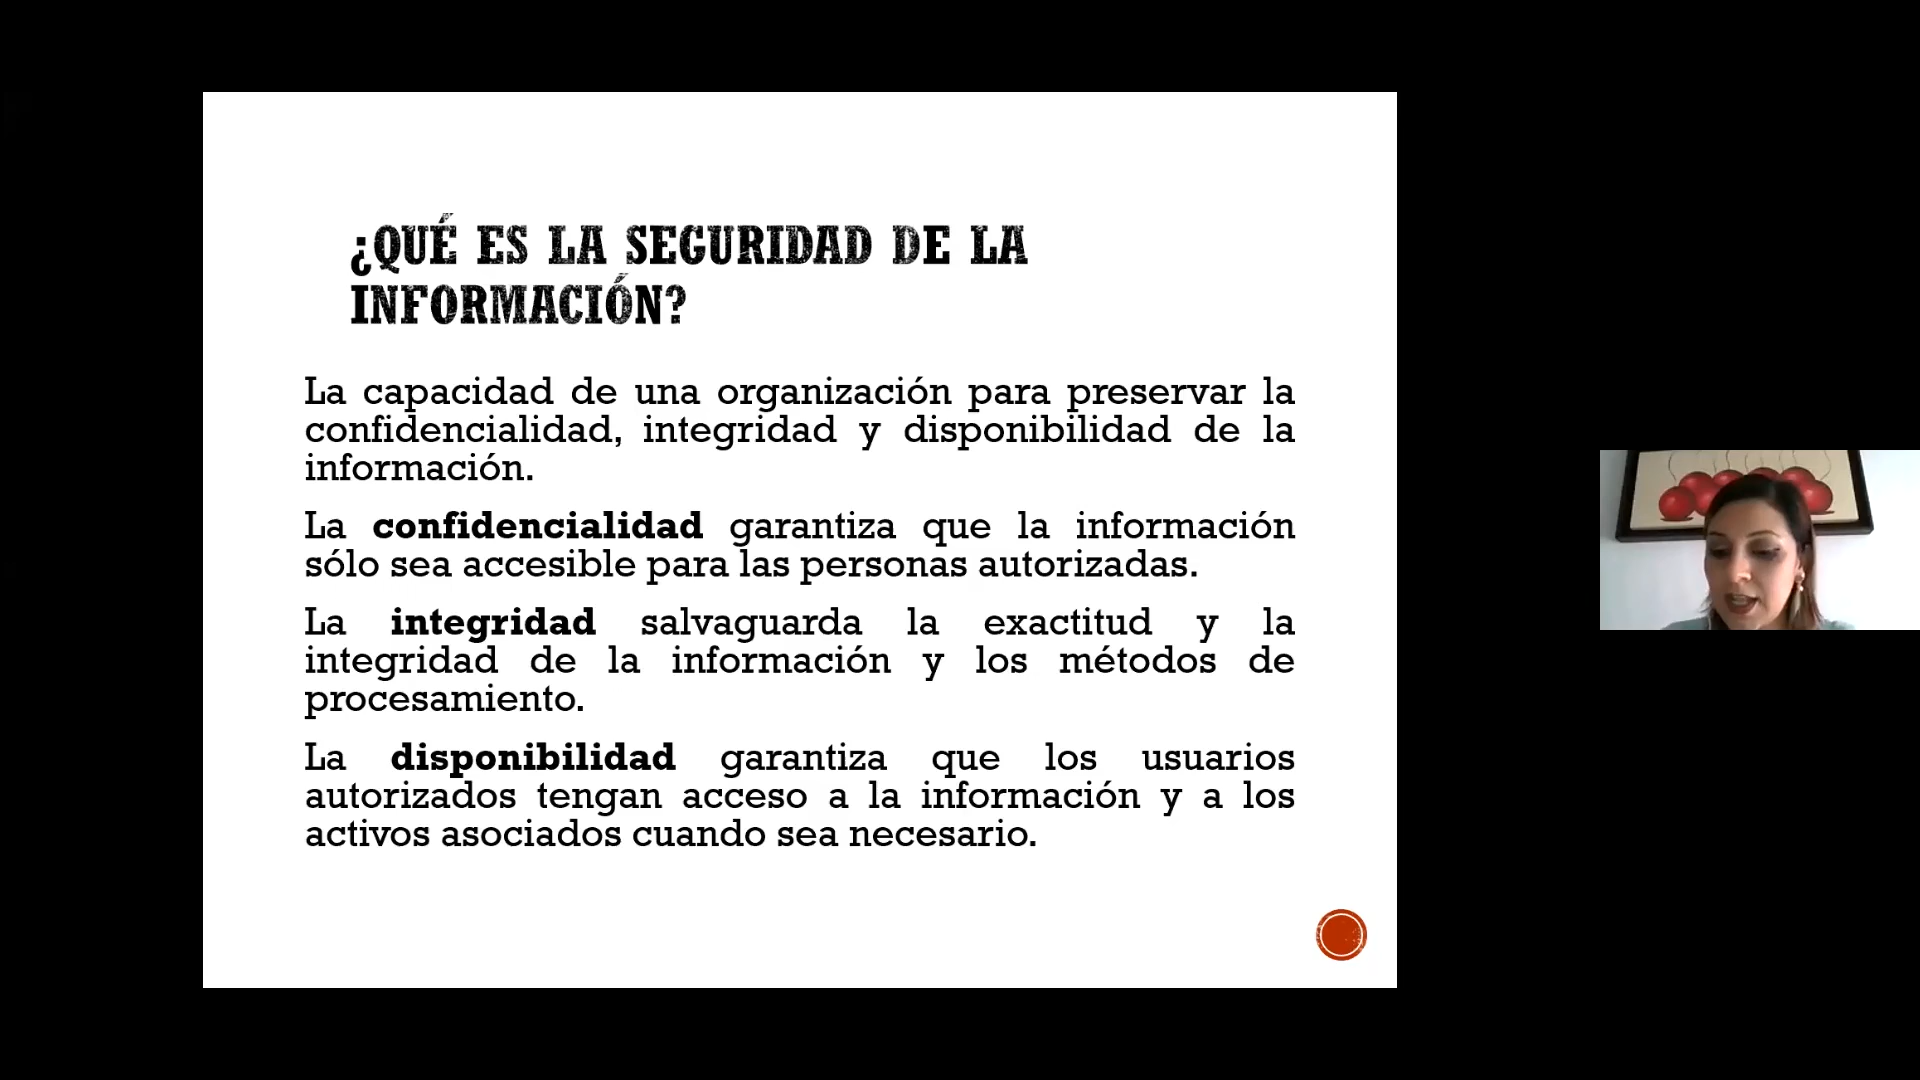 ¿QUÉ ES LA SEGURIDAD DE LA
INFORMACIÓN?
La capacidad de una organización para preservar la
confidencialidad, integridad y disponibilidad de la
información.
La confidencialidad garantiza que la información
sólo sea accesible para las personas autorizadas.
La integridad salvaguarda la exactitud y la
integridad de la información y los métodos de
procesamiento.
La disponibilidad garantiza que los usuarios
autorizados tengan acceso a la información y a los
activos asociados cuando sea necesario.